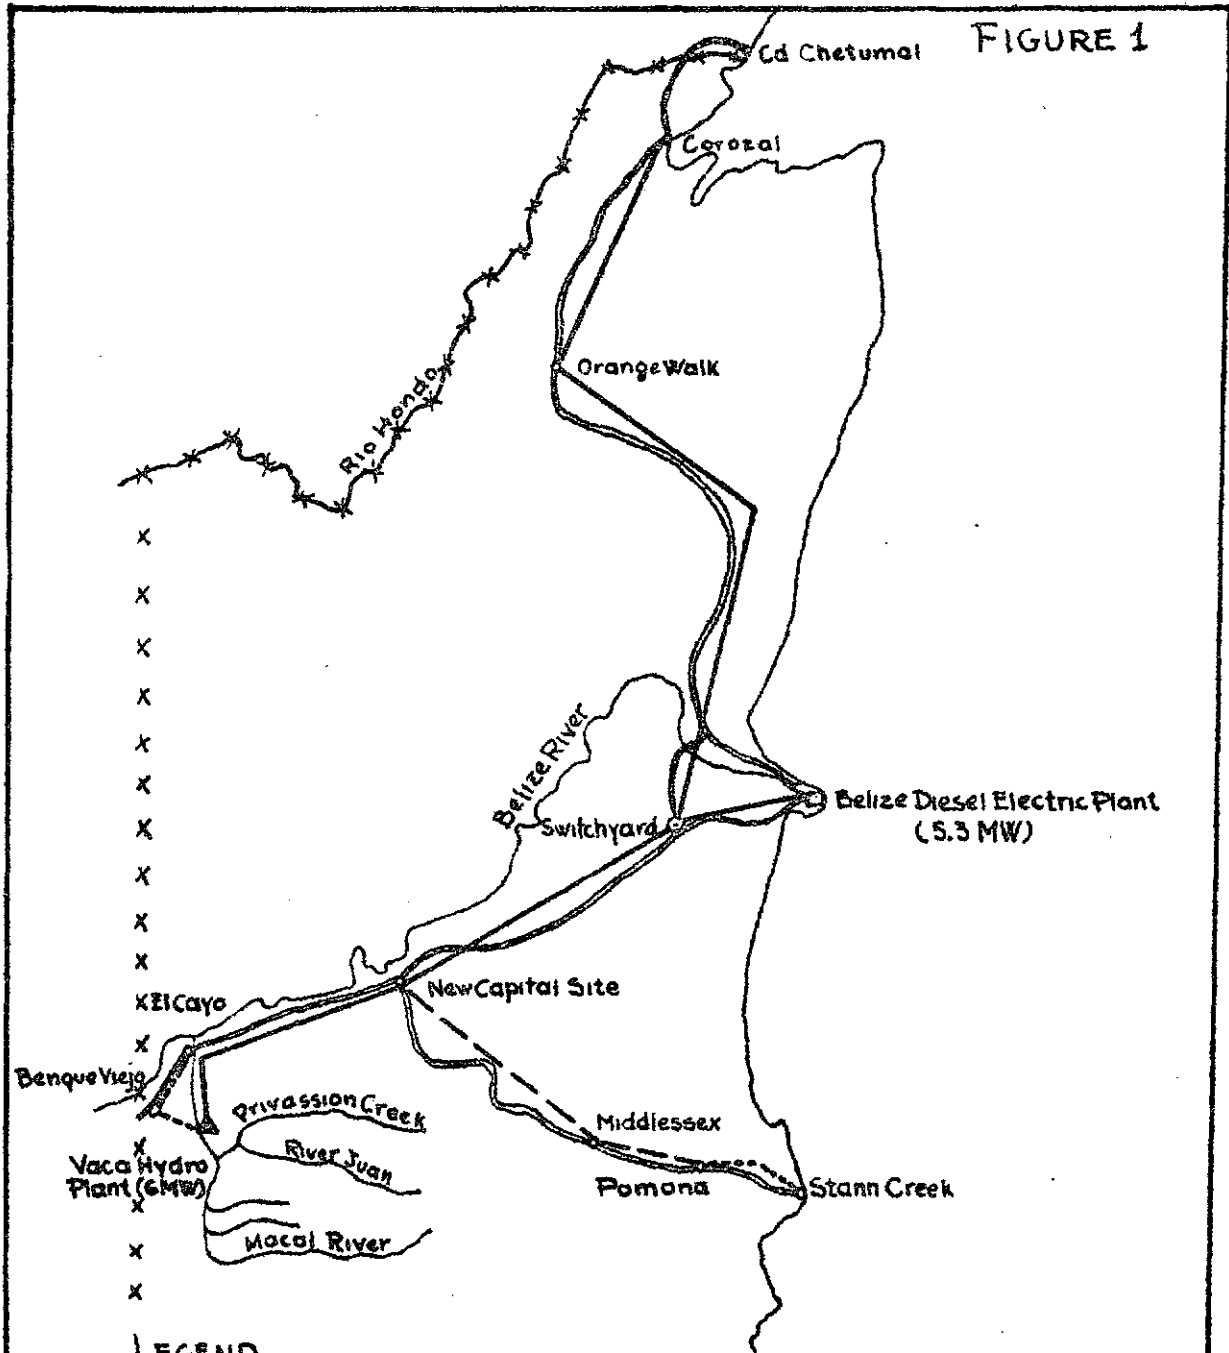 FIGURE 1
Cd Chetumal
Corozal
Orange Walk
Rio Hondo
Belize River
Belize Diesel Electric Plant
(5.3 MW)
Switchyard
New Capital Site
El Cayo
Benque Viejo
Privassion Creek
Middlessex
River Juan
Vaca Hydro
Plant (6MW)
Pomona
Stann Creek
Macal River
LEGEND